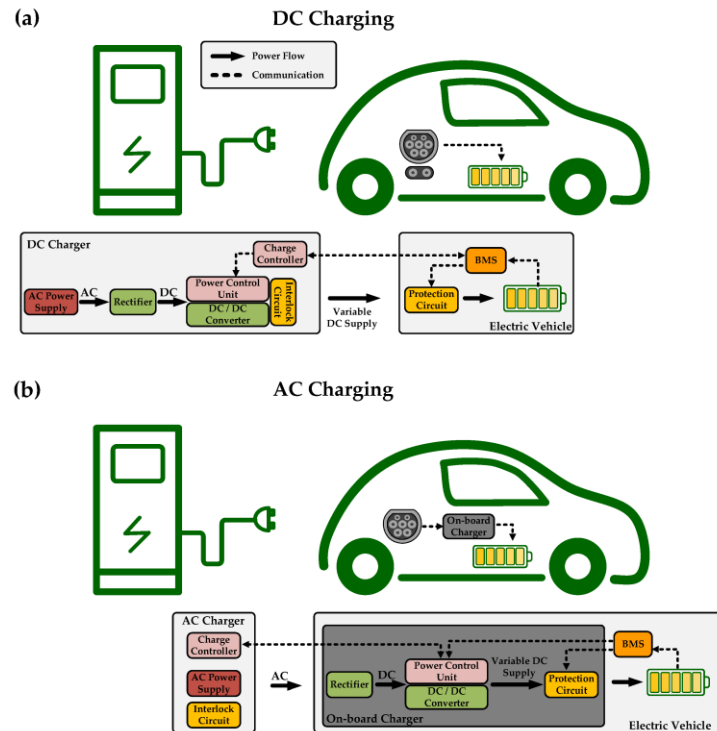 (a)
DC Charging
Power Flow
Communication
DC Charger
Charge
Controller
AC Power
Supply
AC
Rectifier
DC
Power Control
Unit
DC / DC
Converter
Interlock
Circuit
Variable
DC Supply
BMS
Protection
Circuit
Electric Vehicle
(b)
AC Charging
On-board
Charger
AC Charger
Charge
Controller
AC Power
Supply
Interlock
Circuit
AC
Rectifier
DC
Power Control
Unit
DC / DC
Converter
Variable DC
Supply
Protection
Circuit
BMS
On-board Charger
Electric Vehicle